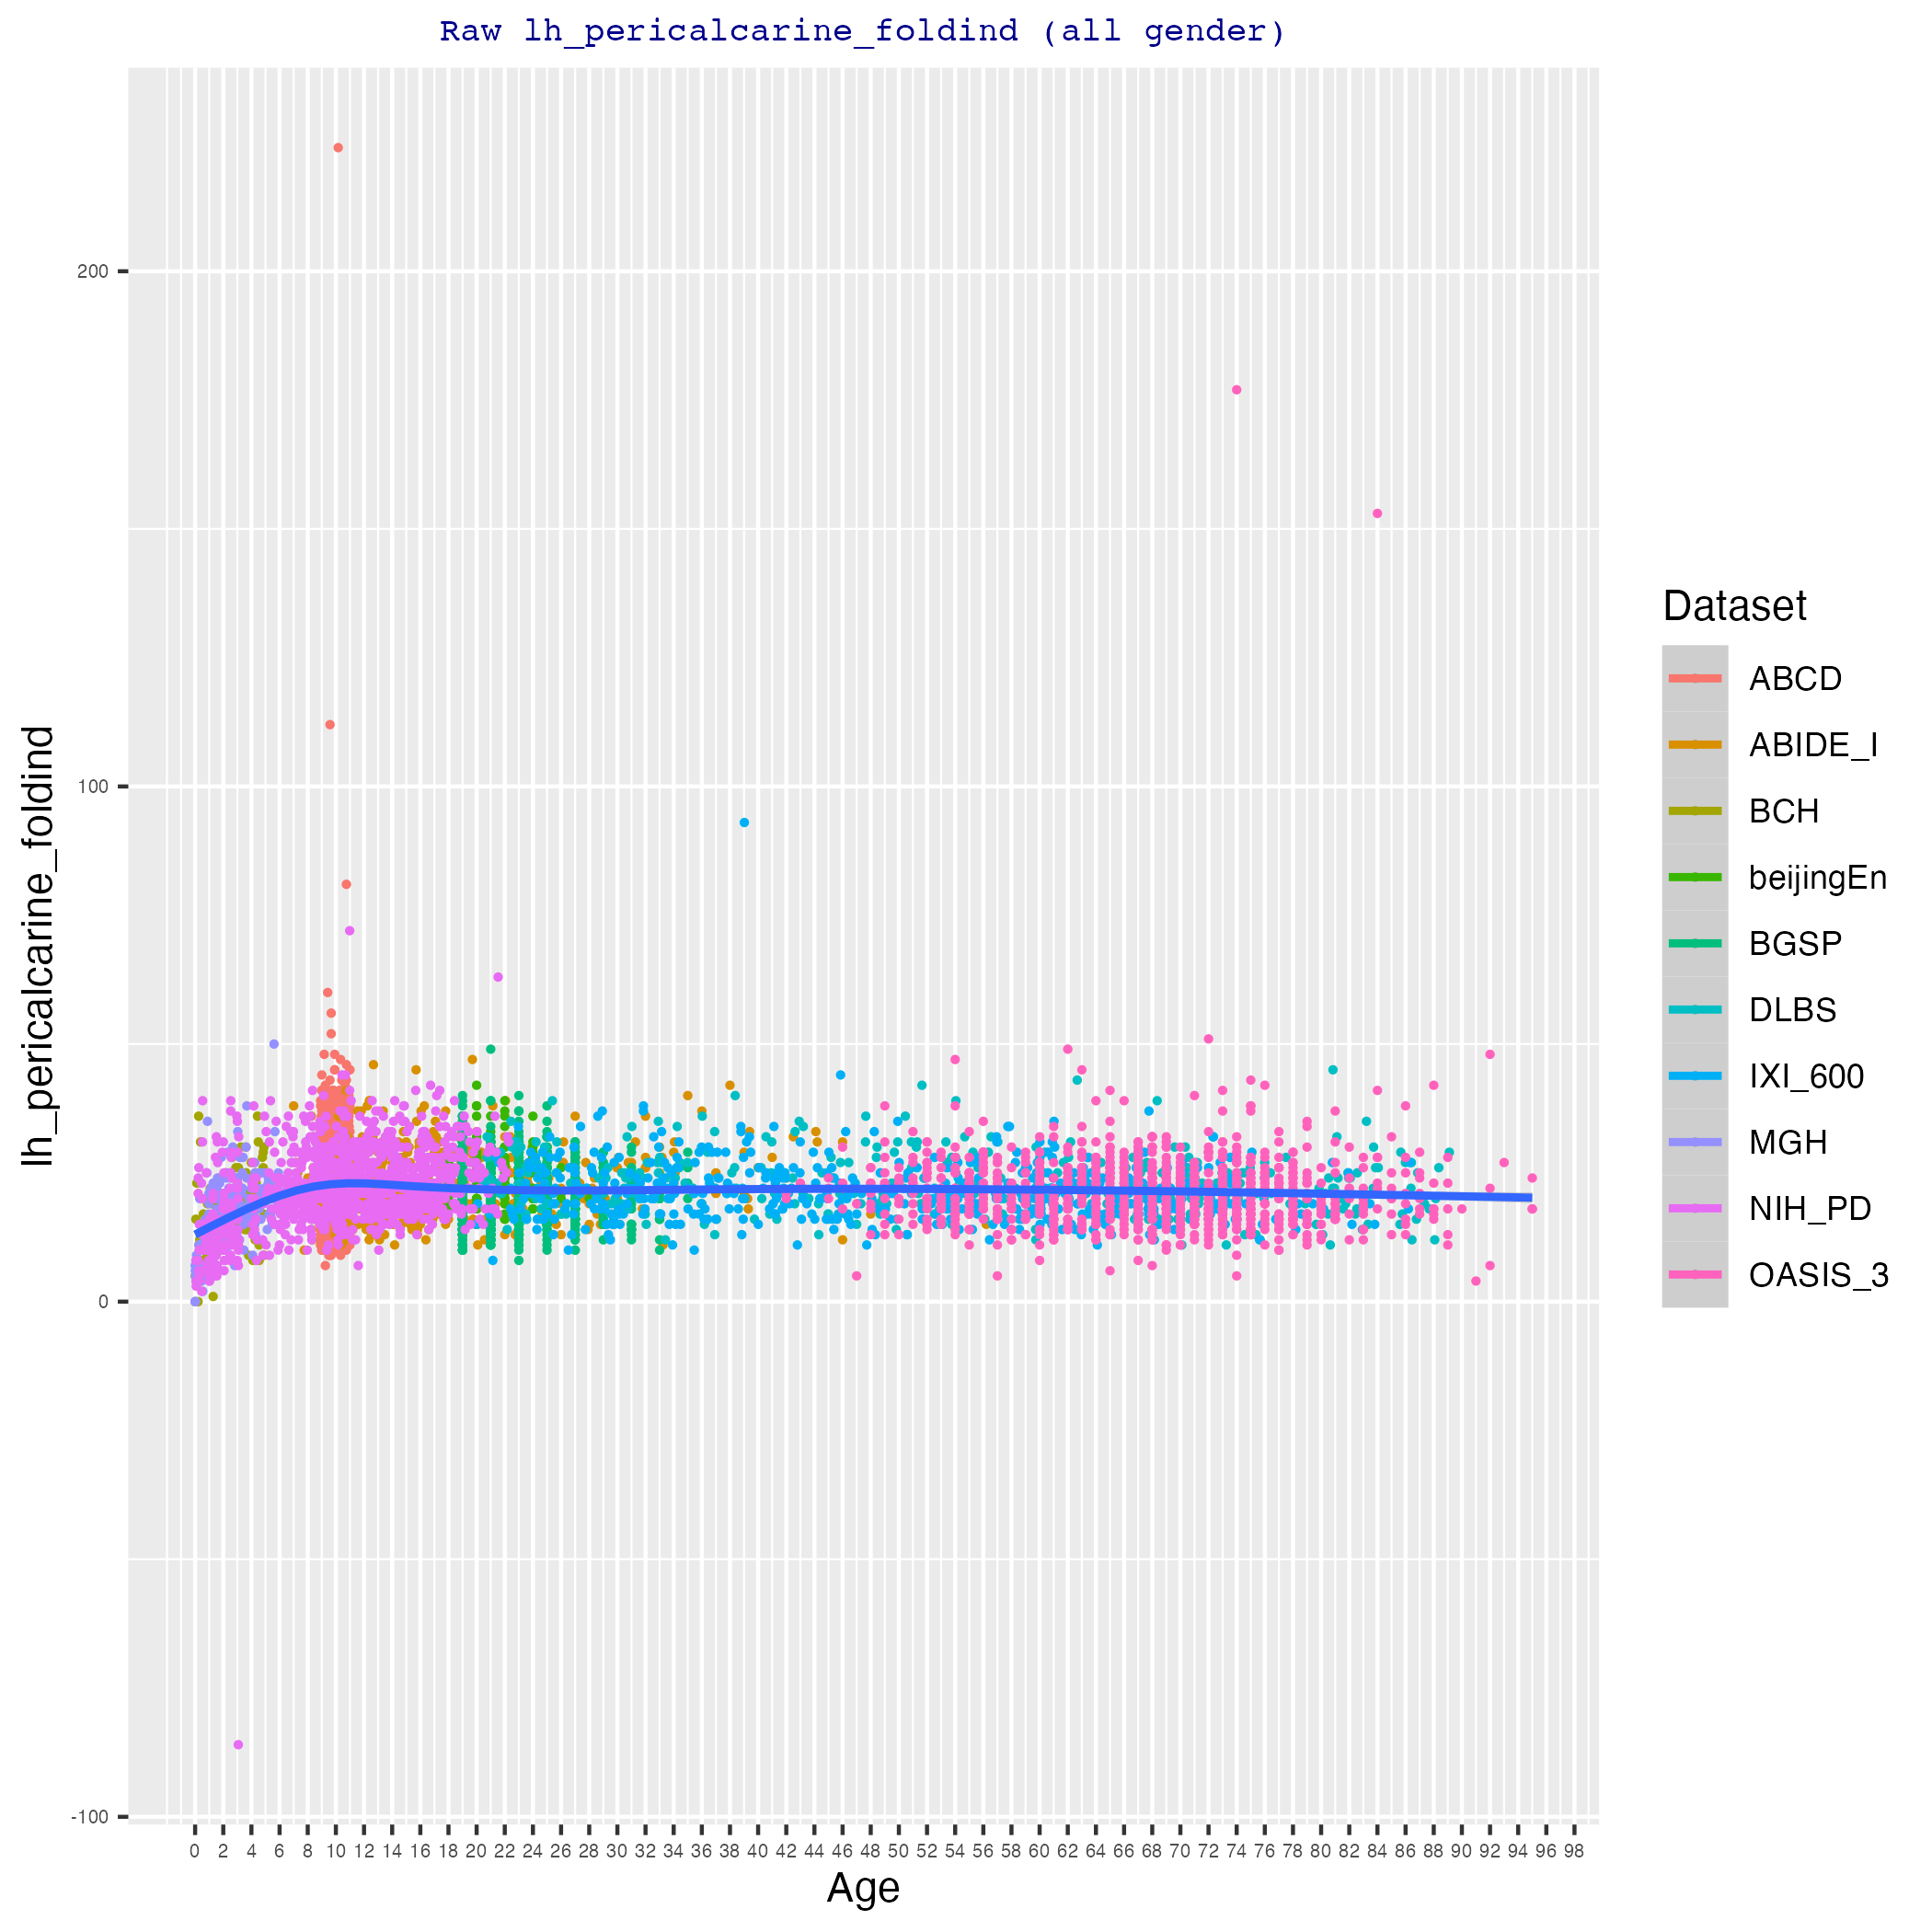 Raw lh_pericalcarine_foldind (all gender)
lh_pericalcarine_foldind
200
100
0
-100
0 2 4 6 8 10 12 14 16 18 20 22 24 26 28 30 32 34 36 38 40 42 44 46 48 50 52 54 56 58 60 62 64 66 68 70 72 74 76 78 80 82 84 86 88 90 92 94 96 98
Age
Dataset
ABCD
ABIDE_I
BCH
beijingEn
BGSP
DLBS
IXI_600
MGH
NIH_PD
OASIS_3